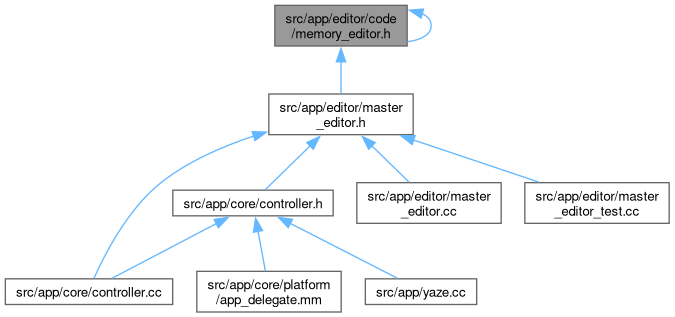 src/app/editor/code
/memory_editor.h
src/app/editor/master
_editor.h
src/app/core/controller.h
src/app/editor/master
_editor.cc
src/app/editor/master
_editor_test.cc
src/app/core/controller.cc
src/app/core/platform
/app_delegate.mm
src/app/yaze.cc